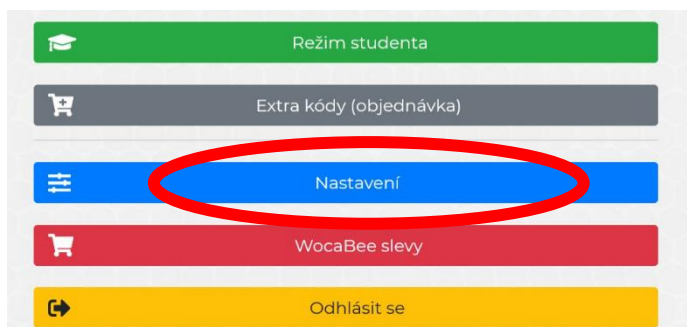 Režim studenta
Extra kódy (objednávka)
Nastavení
WocaBee slevy
Odhlásit se